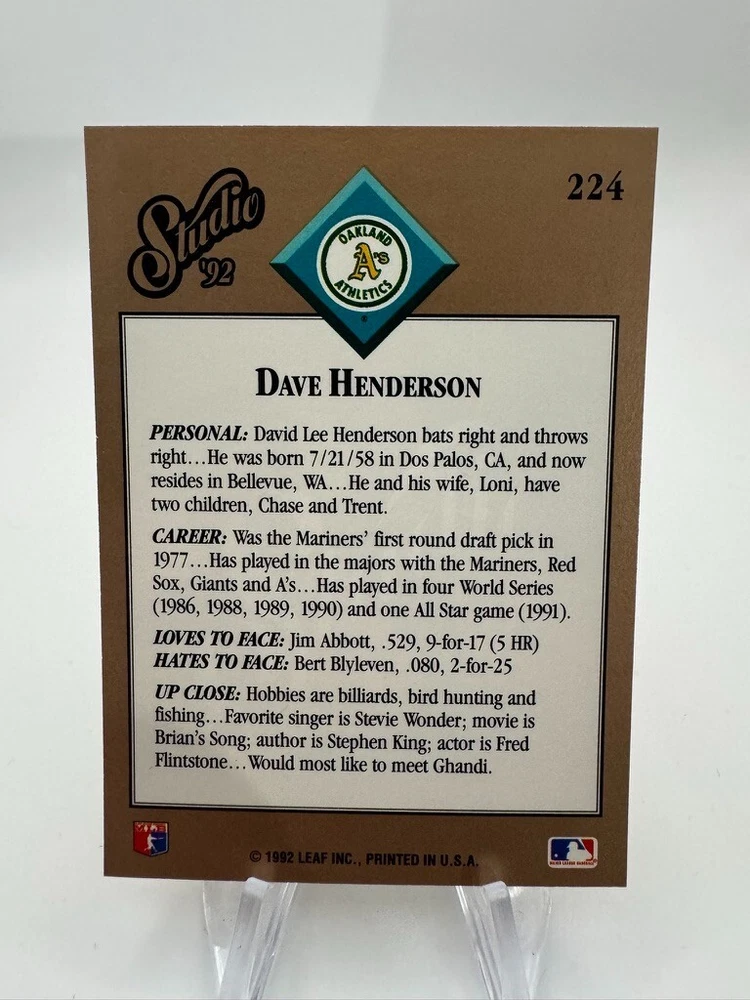 Studio
'92
224
OAKLAND
A's
ATHLETICS
®
DAVE HENDERSON
PERSONAL: David Lee Henderson bats right and throws
right...He was born 7/21/58 in Dos Palos, CA, and now
resides in Bellevue, WA...He and his wife, Loni, have
two children, Chase and Trent.
CAREER: Was the Mariners' first round draft pick in
1977...Has played in the majors with the Mariners, Red
Sox, Giants and A's...Has played in four World Series
(1986, 1988, 1989, 1990) and one All Star game (1991).
LOVES TO FACE: Jim Abbott, .529, 9-for-17 (5 HR)
HATES TO FACE: Bert Blyleven, .080, 2-for-25
UP CLOSE: Hobbies are billiards, bird hunting and
fishing...Favorite singer is Stevie Wonder; movie is
Brian's Song; author is Stephen King; actor is Fred
Flintstone...Would most like to meet Ghandi.
© 1992 LEAF INC., PRINTED IN U.S.A.
MAJOR LEAGUE BASEBALL